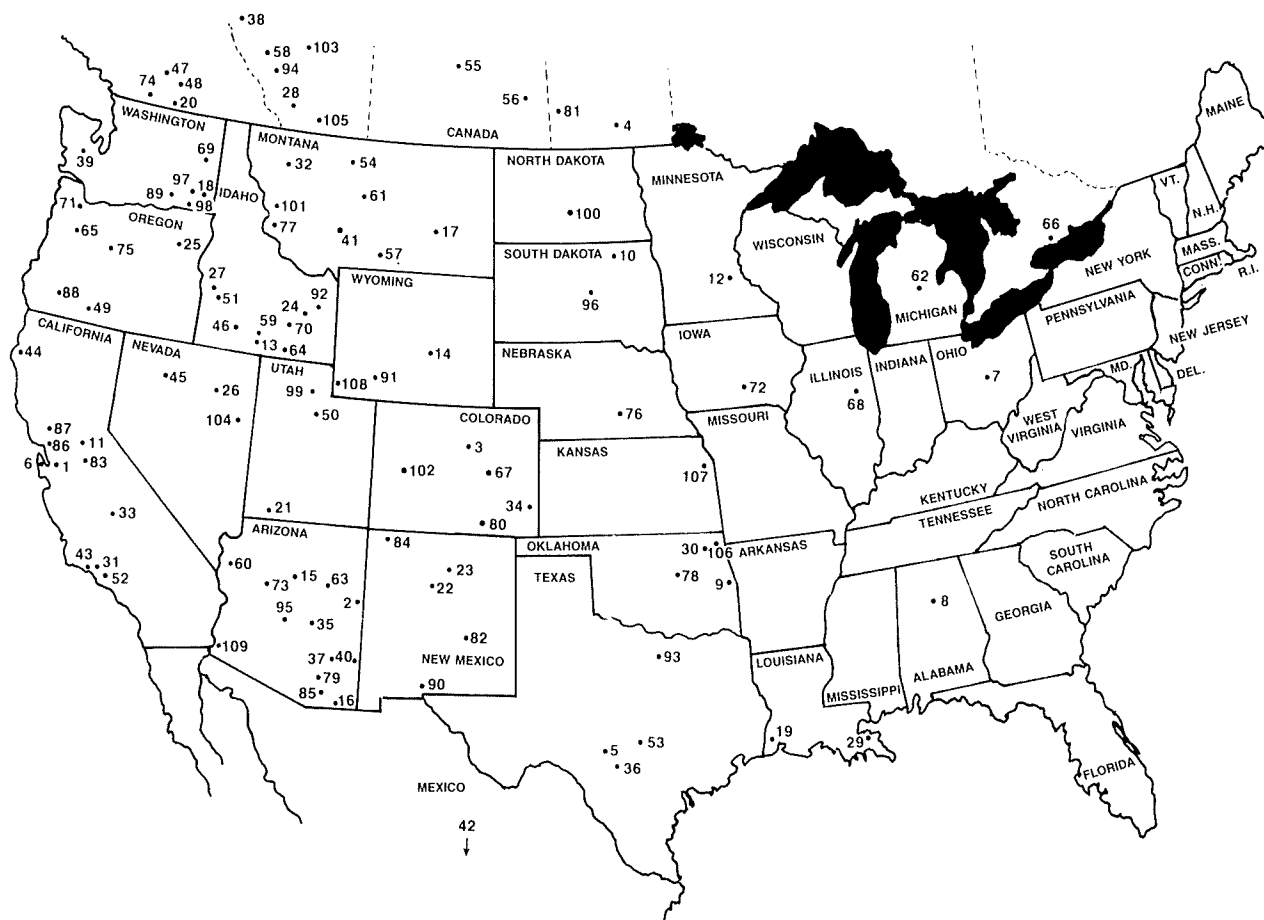 38
58
103
94
55
47
74
48
28
56
81
20
105
4
WASHINGTON
MONTANA
CANADA
MAINE
39
69
32
54
NORTH DAKOTA
MINNESOTA
97
18
IDAHO
61
VT.
89
98
101
100
N.H.
71
OREGON
77
65
75
25
41
17
66
WISCONSIN
MASS.
57
SOUTH DAKOTA
10
NEW YORK
CONN.
R.I.
27
WYOMING
12
62
51
92
24
96
MICHIGAN
PENNSYLVANIA
88
49
59
70
46
CALIFORNIA
13
64
IOWA
NEW JERSEY
44
NEVADA
14
NEBRASKA
UTAH
ILLINOIS
INDIANA
OHIO
MD.
DEL.
45
26
99
108
91
72
68
7
104
50
COLORADO
76
MISSOURI
WEST
VIRGINIA
VIRGINIA
87
86
11
3
KANSAS
6
1
83
102
67
107
KENTUCKY
NORTH CAROLINA
33
21
34
TENNESSEE
80
ARIZONA
84
OKLAHOMA
30
106
ARKANSAS
SOUTH
CAROLINA
43
31
52
60
73
15
63
23
22
TEXAS
78
9
2
95
35
8
GEORGIA
82
109
37
40
NEW MEXICO
93
LOUISIANA
ALABAMA
79
85
16
90
MISSISSIPPI
5
53
19
29
36
FLORIDA
MEXICO
42